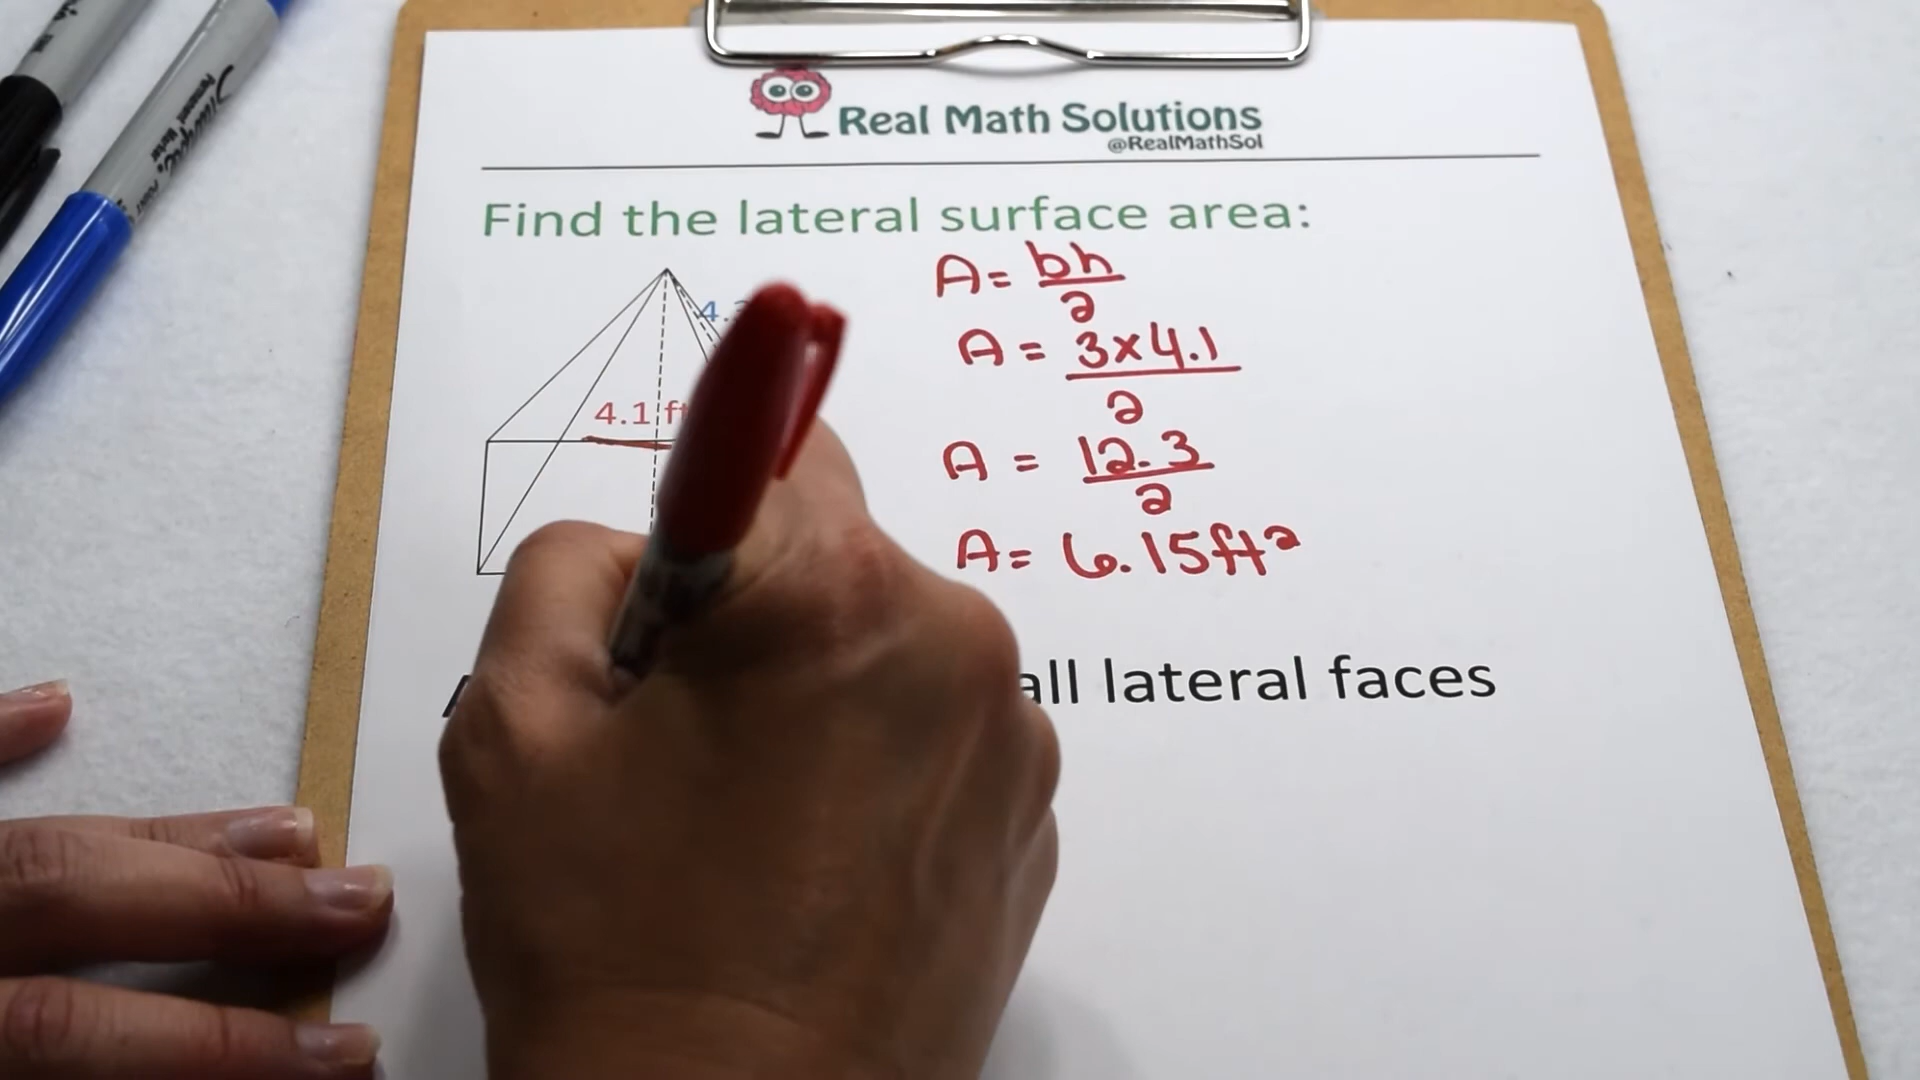 Real Math Solutions
@RealMathSol
Find the lateral surface area:
A = bh
2
A = 3x4.1
2
A = 12.3
2
A = 6.15ft²
4.1 ft
all lateral faces